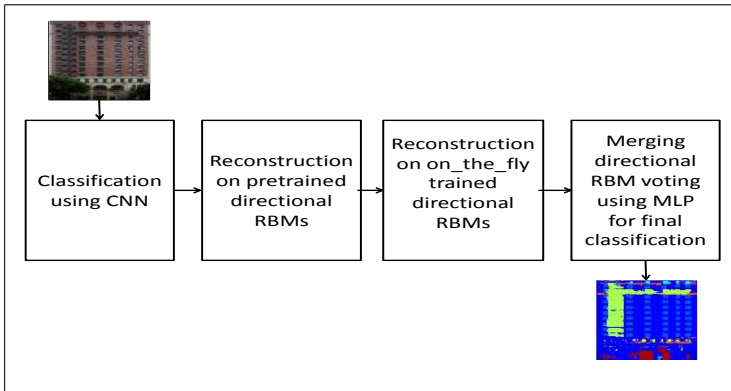 Classification
using CNN
Reconstruction
on pretrained
directional
RBMs
Reconstruction
on on_the_fly
trained
directional
RBMs
Merging
directional
RBM voting
using MLP
for final
classification